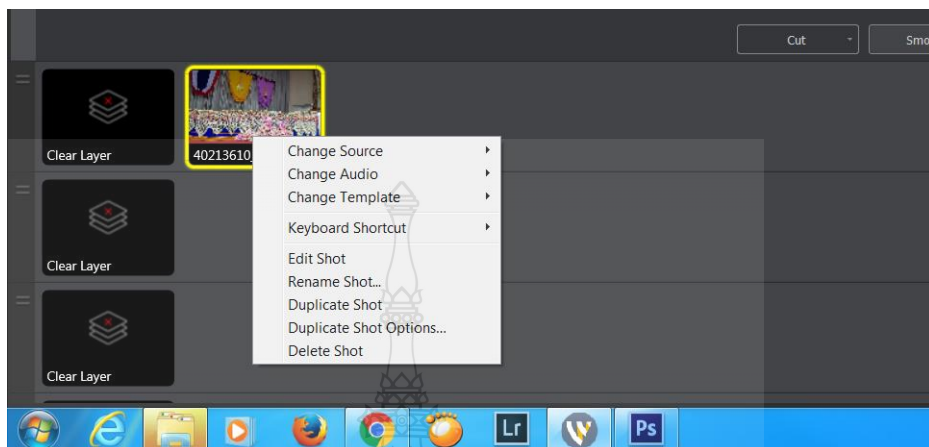 Cut
Smo
Clear Layer
40213610_
Change Source
Change Audio
Change Template
Keyboard Shortcut
Edit Shot
Rename Shot...
Duplicate Shot
Duplicate Shot Options...
Delete Shot
Clear Layer
Clear Layer
Lr
Ps